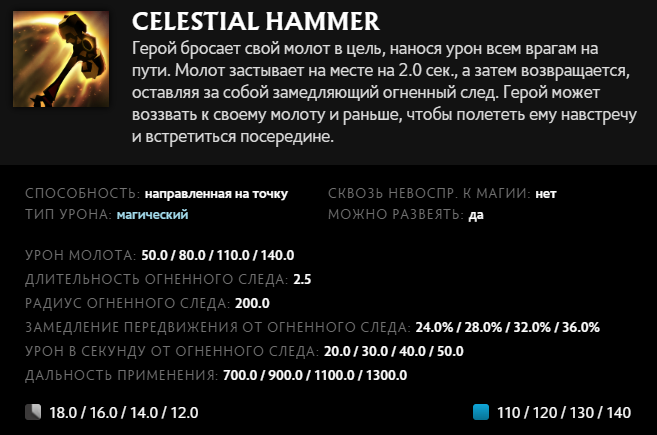 CELESTIAL HAMMER
Герой бросает свой молот в цель, нанося урон всем врагам на
пути. Молот застывает на месте на 2.0 сек., а затем возвращается,
оставляя за собой замедляющий огненный след. Герой может
воззвать к своему молоту и раньше, чтобы полететь ему навстречу
и встретиться посередине.
СПОСОБНОСТЬ: направленная на точку
СКВОЗЬ НЕВОСПР. К МАГИИ: нет
ТИП УРОНА: магический
МОЖНО РАЗВЕЯТЬ: да
УРОН МОЛОТА: 50.0 / 80.0 / 110.0 / 140.0
ДЛИТЕЛЬНОСТЬ ОГНЕННОГО СЛЕДА: 2.5
РАДИУС ОГНЕННОГО СЛЕДА: 200.0
ЗАМЕДЛЕНИЕ ПЕРЕДВИЖЕНИЯ ОТ ОГНЕННОГО СЛЕДА: 24.0% / 28.0% / 32.0% / 36.0%
УРОН В СЕКУНДУ ОТ ОГНЕННОГО СЛЕДА: 20.0 / 30.0 / 40.0 / 50.0
ДАЛЬНОСТЬ ПРИМЕНЕНИЯ: 700.0 / 900.0 / 1100.0 / 1300.0
18.0 / 16.0 / 14.0 / 12.0
110 / 120 / 130 / 140